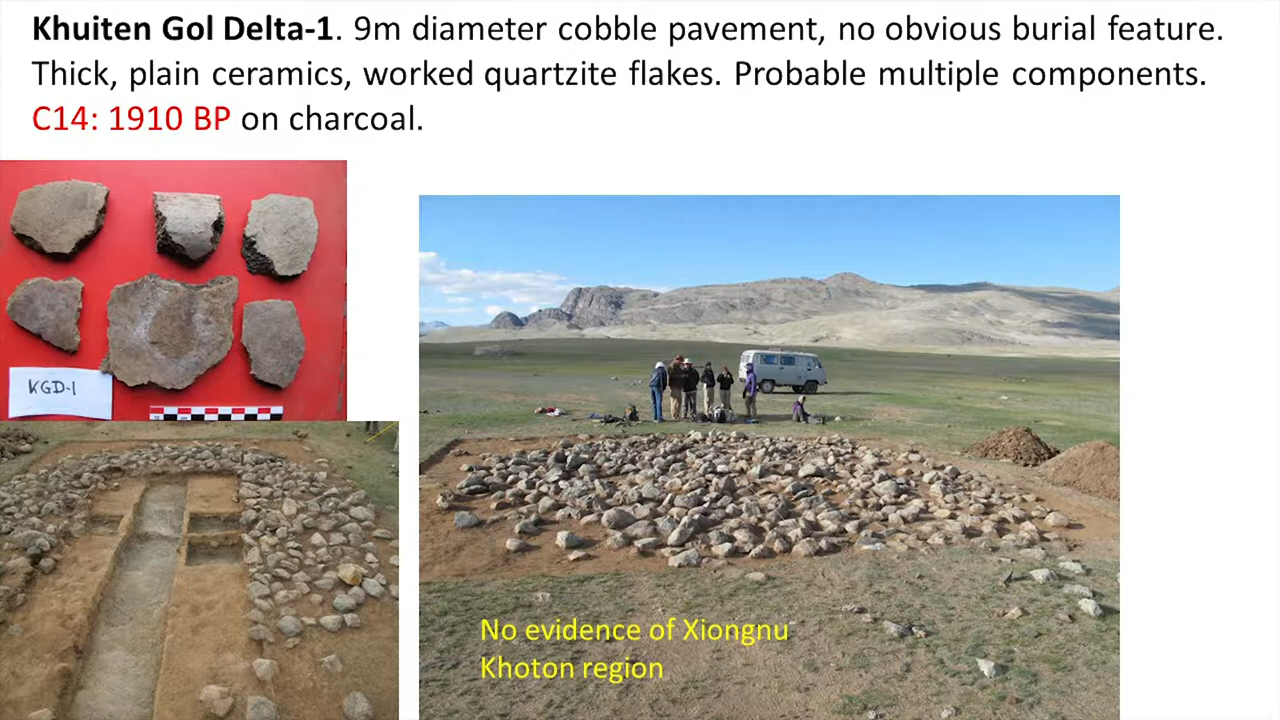 Khuiten Gol Delta-1. 9m diameter cobble pavement, no obvious burial feature.
Thick, plain ceramics, worked quartzite flakes. Probable multiple components.
C14: 1910 BP on charcoal.
KGD-1
No evidence of Xiongnu
Khoton region